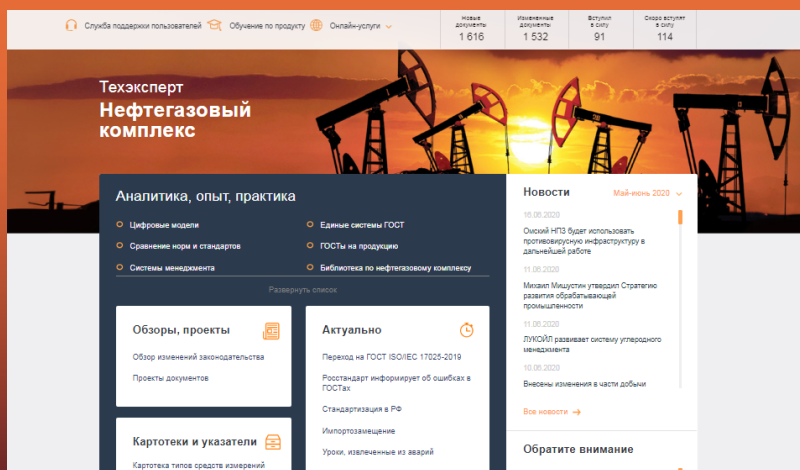 Служба поддержки пользователей
Обучение по продукту
Онлайн-услуги
Новые
документы
1 616
Измененные
документы
1 532
Вступил
в силу
91
Скоро вступят
в силу
114
Техэксперт
Нефтегазовый
комплекс
Аналитика, опыт, практика
Цифровые модели
Единые системы ГОСТ
Сравнение норм и стандартов
ГОСТы на продукцию
Системы менеджмента
Библиотека по нефтегазовому комплексу
Развернуть список
Обзоры, проекты
Обзор изменений законодательства
Проекты документов
Картотеки и указатели
Картотека типов средств измерений
Актуально
Переход на ГОСТ ISO/IEC 17025-2019
Росстандарт информирует об ошибках в
ГОСТах
Стандартизация в РФ
Импортозамещение
Уроки, извлеченные из аварий
Новости
Май-июнь 2020
16.06.2020
Омский НПЗ будет использовать
противовирусную инфраструктуру в
дальнейшей работе
11.06.2020
Михаил Мишустин утвердил Стратегию
развития обрабатывающей
промышленности
11.06.2020
ЛУКОЙЛ развивает систему углеродного
менеджмента
10.06.2020
Внесены изменения в части добычи
Все новости
Обратите внимание